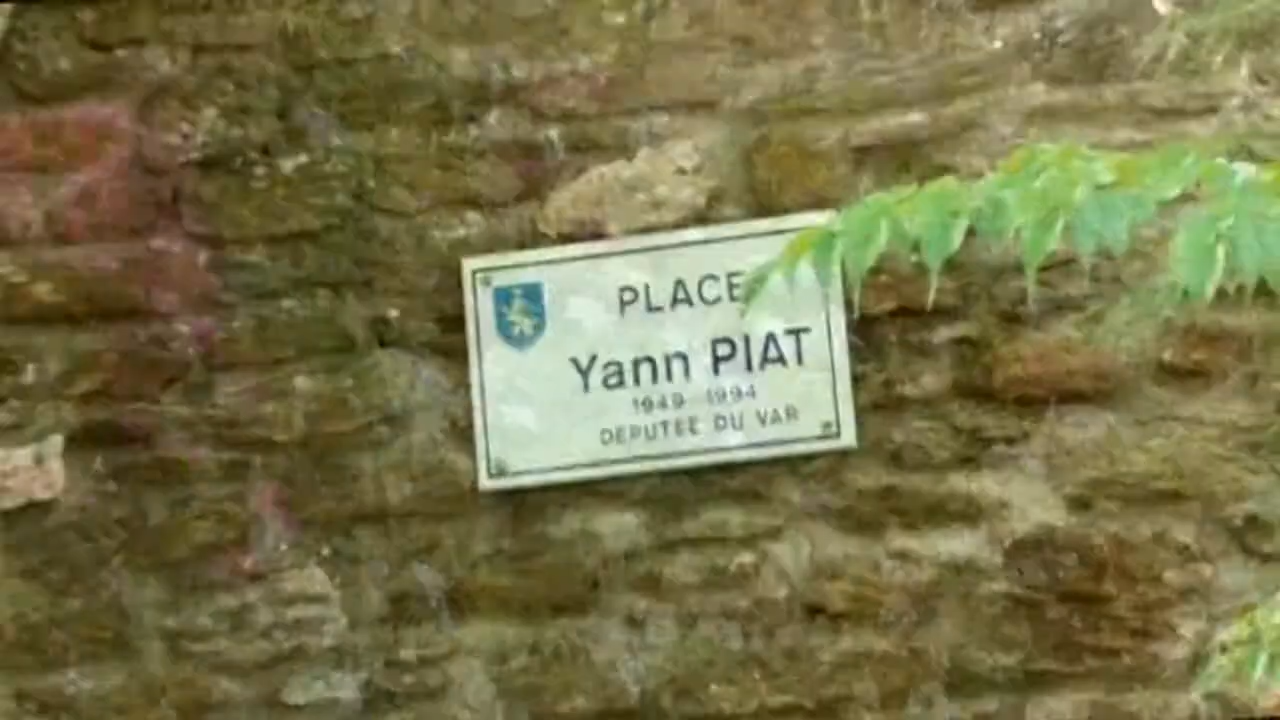 PLACE
Yann PIAT
1949 1994
DEPUTEE DU VAR